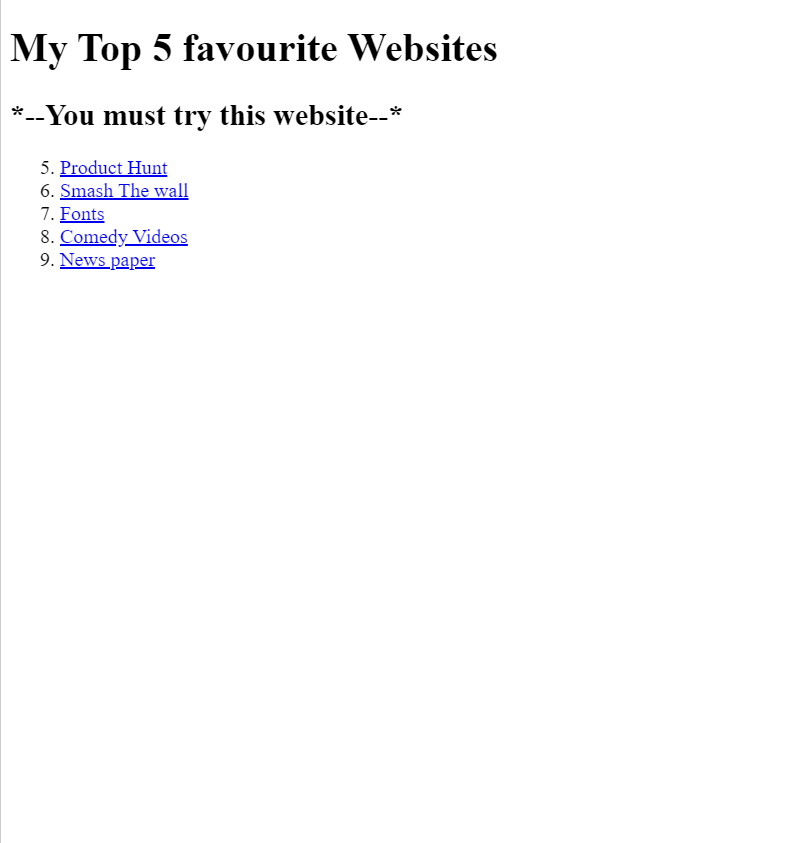 My Top 5 favourite Websites
*--You must try this website--*
5. Product Hunt
6. Smash The wall
7. Fonts
8. Comedy Videos
9. News paper